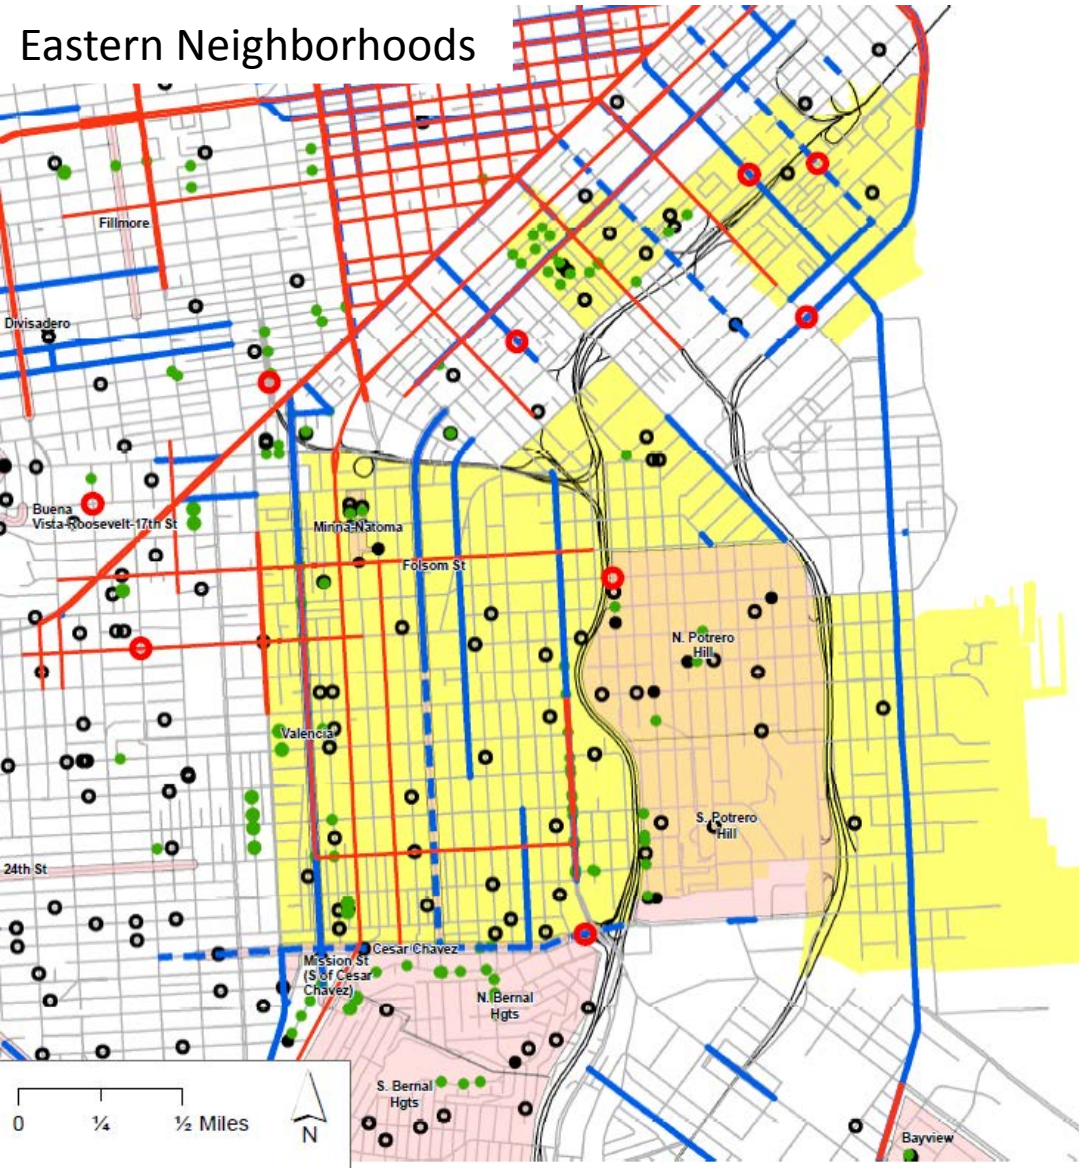 Eastern Neighborhoods
Fillmore
Divisadero
Buena
Vista-Roosevelt-17th St
Minna-Natoma
Folsom St
N. Potrero
Hill
Valencia
S. Potrero
Hill
24th St
Cesar Chavez
Mission St
(S of Cesar
Chavez)
N. Bernal
Hgts
S. Bernal
Hgts
0 ¼ ½ Miles
N
Bayview